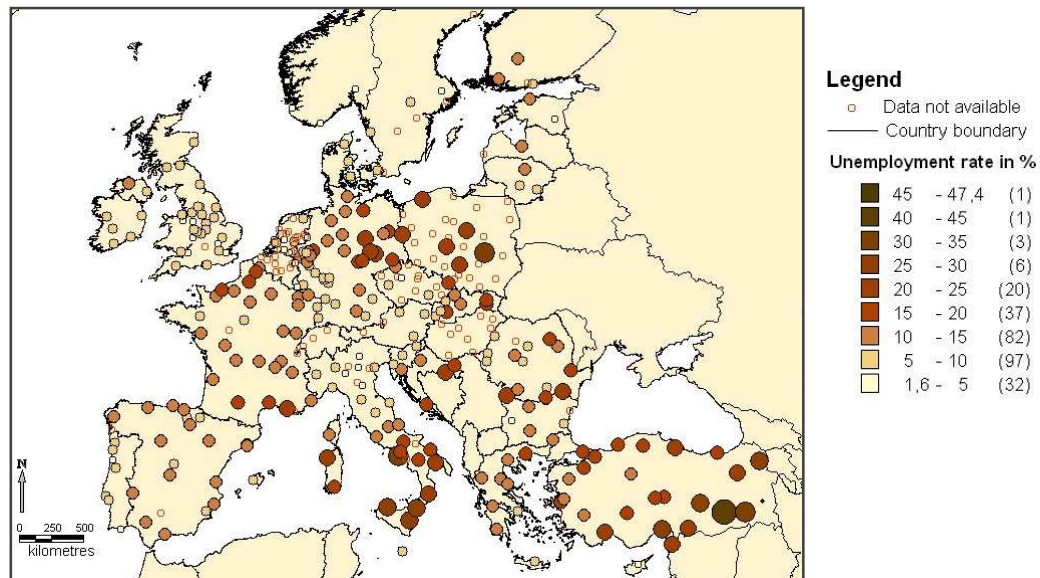 Legend
Data not available
Country boundary
Unemployment rate in %
45 - 47,4 (1)
40 - 45 (1)
30 - 35 (3)
25 - 30 (6)
20 - 25 (20)
15 - 20 (37)
10 - 15 (82)
5 - 10 (97)
1,6 - 5 (32)
N
0 250 500
kilometres